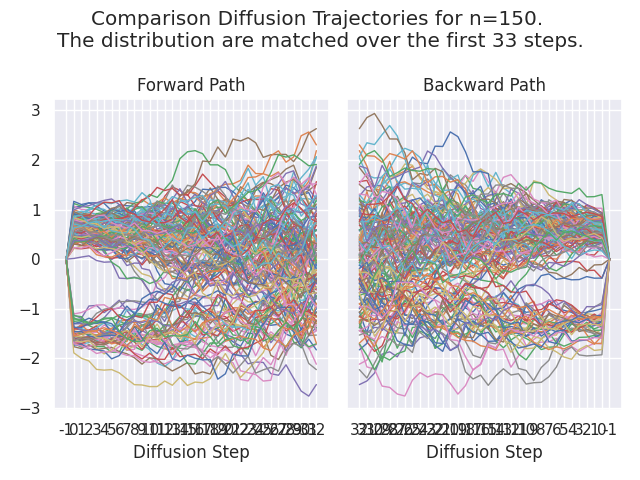 Comparison Diffusion Trajectories for n=150.
The distribution are matched over the first 33 steps.
Forward Path
Backward Path
3
2
1
0
−1
−2
−3
Diffusion Step
Diffusion Step